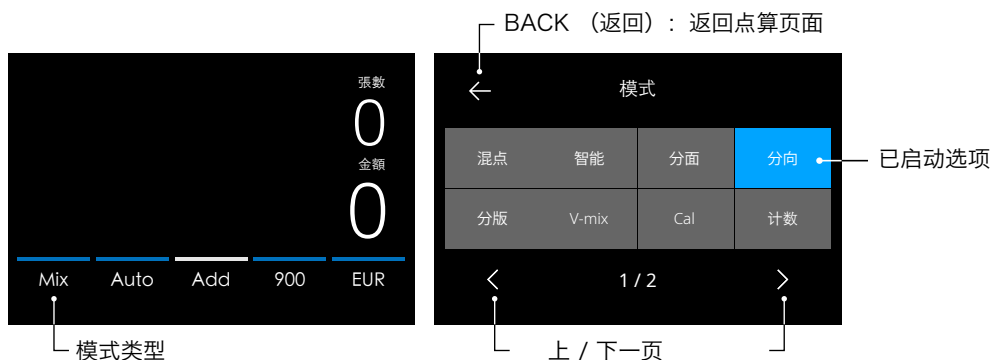 BACK （返回）: 返回点算页面
張數
0
金額
0
Mix Auto Add 900 EUR
模式类型
模式
混点 智能 分面 分向
分版 V-mix Cal 计数
1 / 2
已启动选项
上 / 下一页